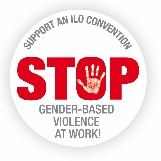 SUPPORT AN ILO CONVENTION
STOP
GENDER-BASED
VIOLENCE
AT WORK!